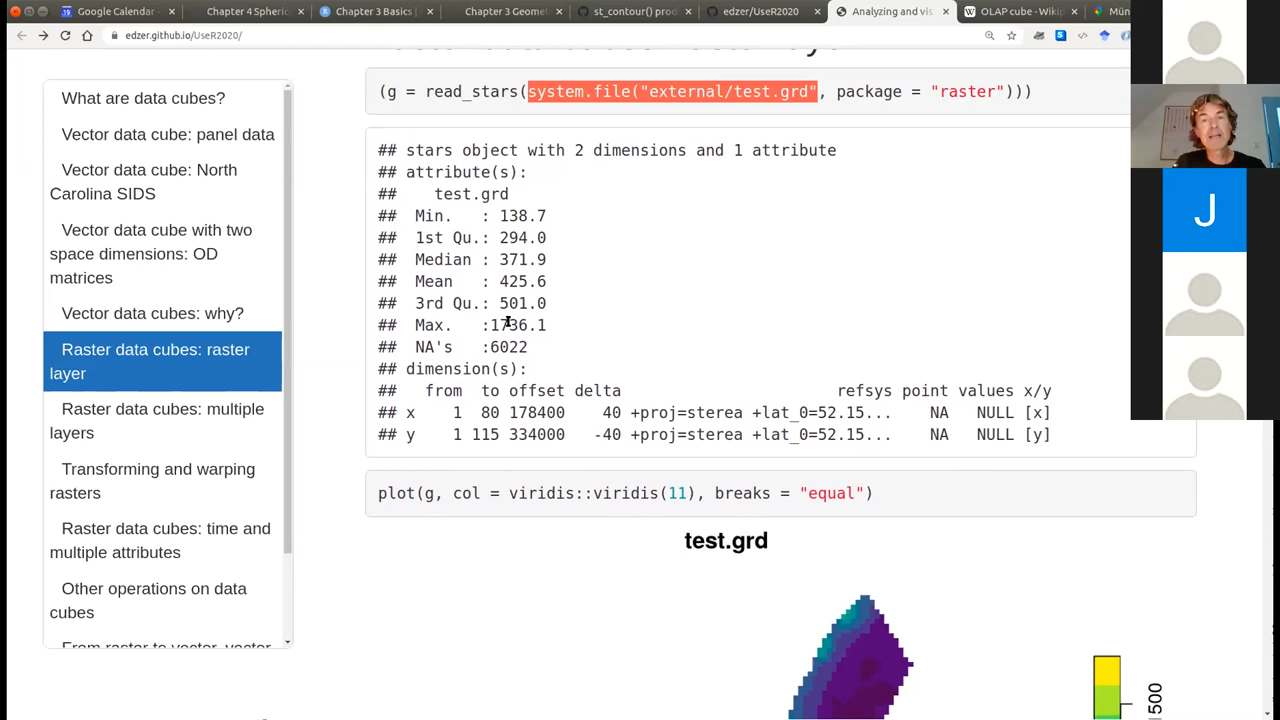 Google Calendar -
Chapter 4 Spheric
Chapter 3 Basics
Chapter 3 Geomet
st_contour() prod
edzer/UseR2020
Analyzing and vis
OLAP cube - Wikip
Mün
edzer.github.io/UseR2020/
What are data cubes?
Vector data cube: panel data
Vector data cube: North
Carolina SIDS
Vector data cube with two
space dimensions: OD
matrices
Vector data cubes: why?
Raster data cubes: raster
layer
Raster data cubes: multiple
layers
Transforming and warping
rasters
Raster data cubes: time and
multiple attributes
Other operations on data
cubes
From raster to vector, vector
(g = read_stars(system.file("external/test.grd", package = "raster")))
## stars object with 2 dimensions and 1 attribute
## attribute(s):
##    test.grd
##  Min.   : 138.7
##  1st Qu.: 294.0
##  Median : 371.9
##  Mean   : 425.6
##  3rd Qu.: 501.0
##  Max.   :1736.1
##  NA's   :6022
## dimension(s):
##   from  to offset delta                       refsys point values x/y
## x    1  80 178400    40 +proj=sterea +lat_0=52.15...    NA   NULL [x]
## y    1 115 334000   -40 +proj=sterea +lat_0=52.15...    NA   NULL [y]
plot(g, col = viridis::viridis(11), breaks = "equal")
test.grd
1500
J